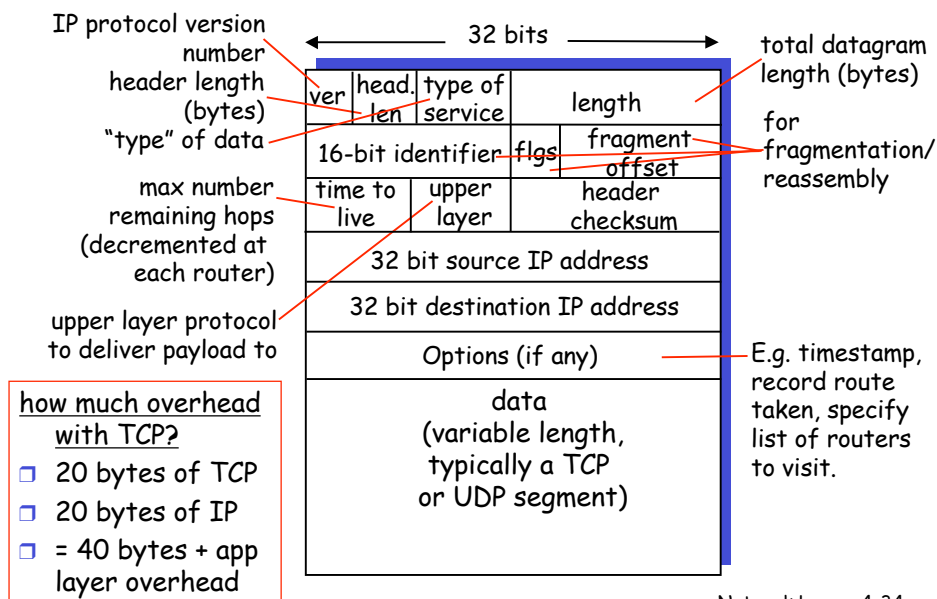 IP protocol version
number
header length
(bytes)
"type" of data
max number
remaining hops
(decremented at
each router)
upper layer protocol
to deliver payload to
how much overhead
with TCP?
20 bytes of TCP
20 bytes of IP
= 40 bytes + app
layer overhead
32 bits
ver
head.
len
type of
service
length
16-bit identifier
flgs
fragment
offset
time to
live
upper
layer
header
checksum
32 bit source IP address
32 bit destination IP address
Options (if any)
data
(variable length,
typically a TCP
or UDP segment)
total datagram
length (bytes)
for
fragmentation/
reassembly
E.g. timestamp,
record route
taken, specify
list of routers
to visit.